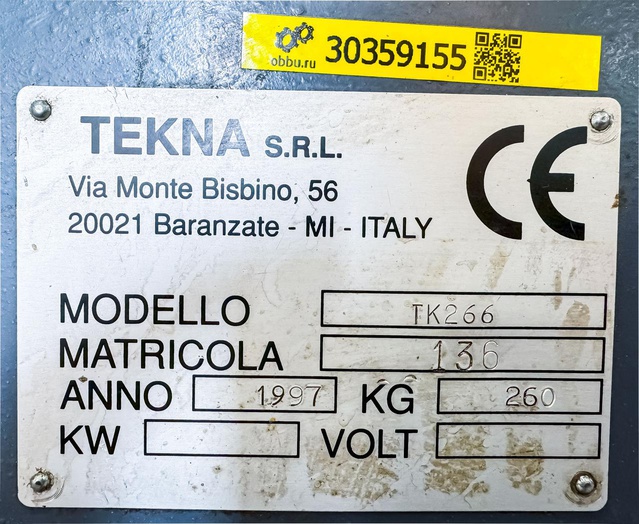 obbu.ru 30359155
TEKNA S.R.L.
Via Monte Bisbino, 56
20021 Baranzate - MI - ITALY
CE
MODELLO TK266
MATRICOLA 136
ANNO 1997 KG 260
KW VOLT